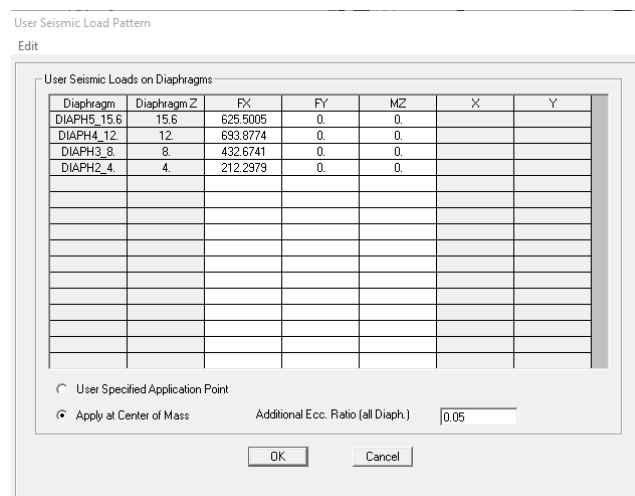 User Seismic Load Pattern
Edit
User Seismic Loads on Diaphragms
Diaphragm Diaphragm Z FX FY MZ X Y
DIAPH5_15.6 15.6 625.5005 0. 0.
DIAPH4_12. 12. 693.8774 0. 0.
DIAPH3_8. 8. 432.6741 0. 0.
DIAPH2_4. 4. 212.2979 0. 0.
User Specified Application Point
Apply at Center of Mass Additional Ecc. Ratio (all Diaph.) 0.05
OK Cancel